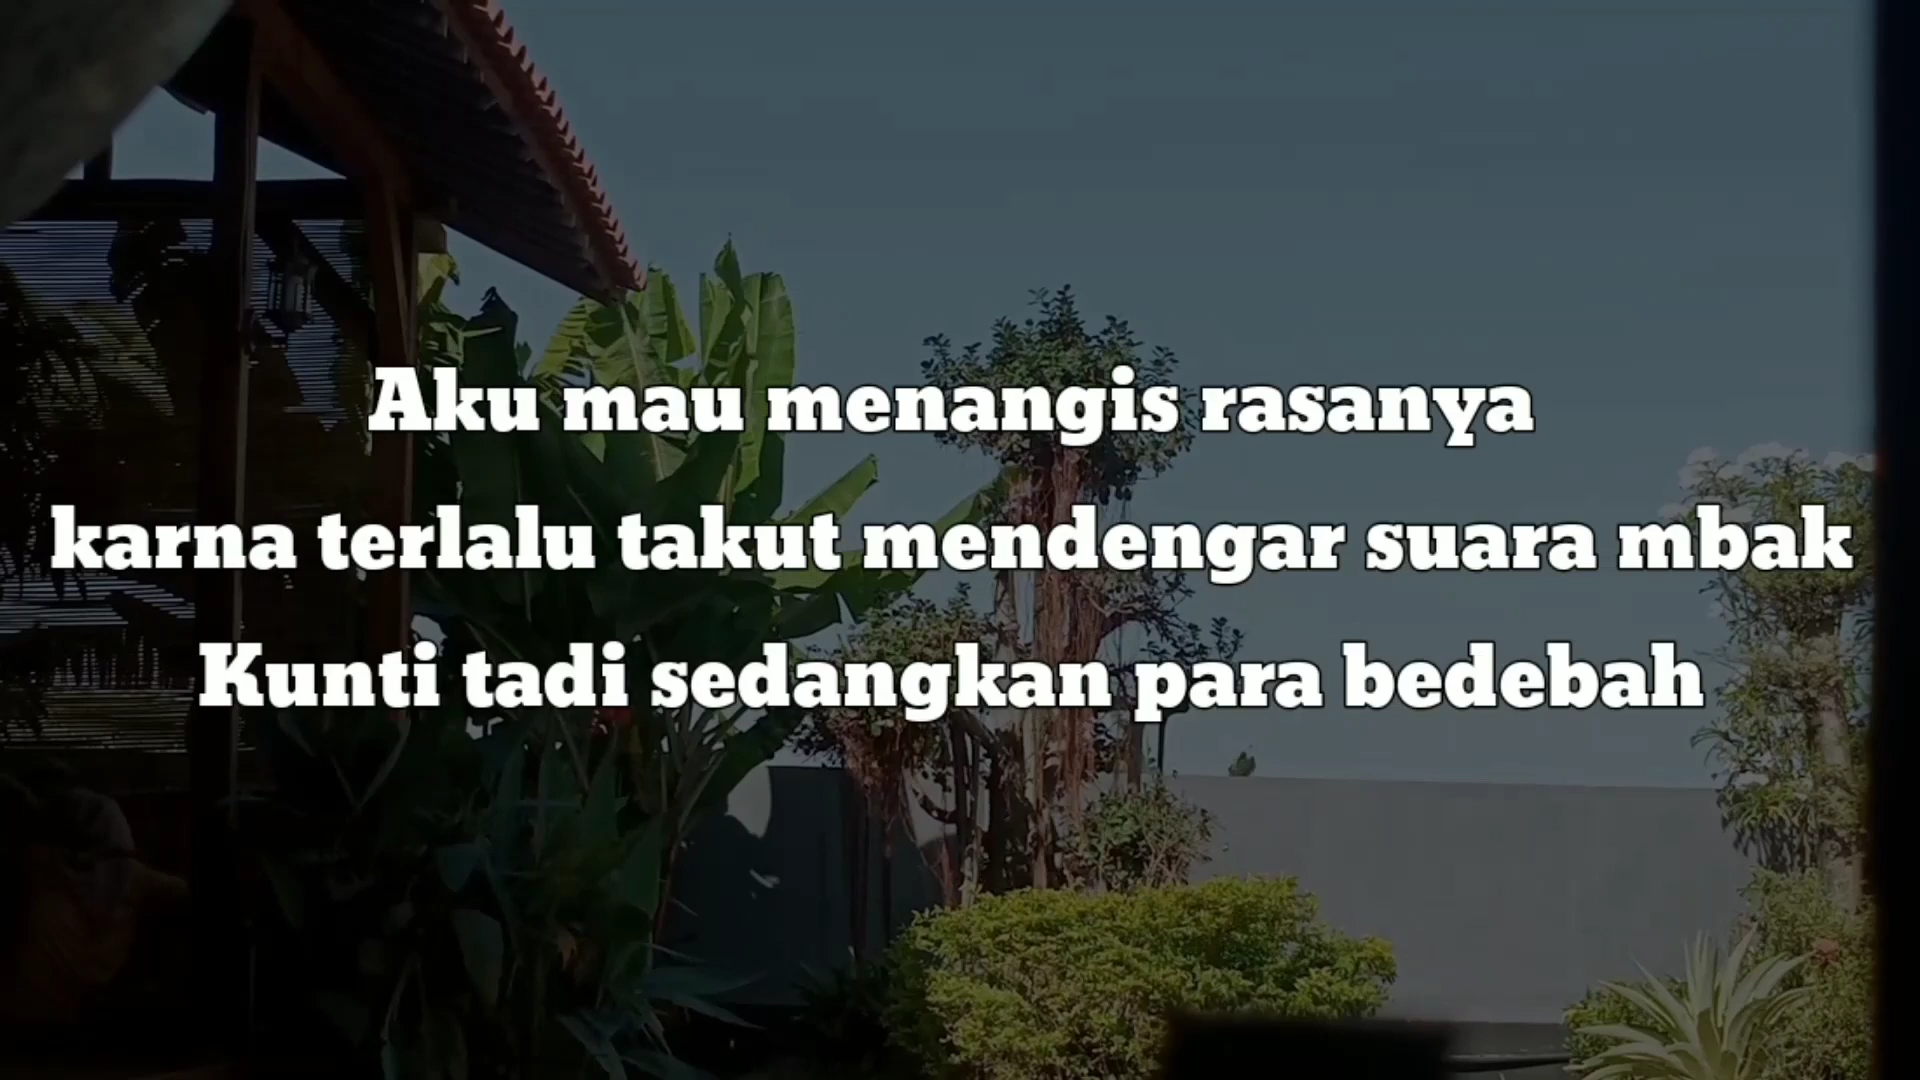 Aku mau menangis rasanya
karna terlalu takut mendengar suara mbak
Kunti tadi sedangkan para bedebah